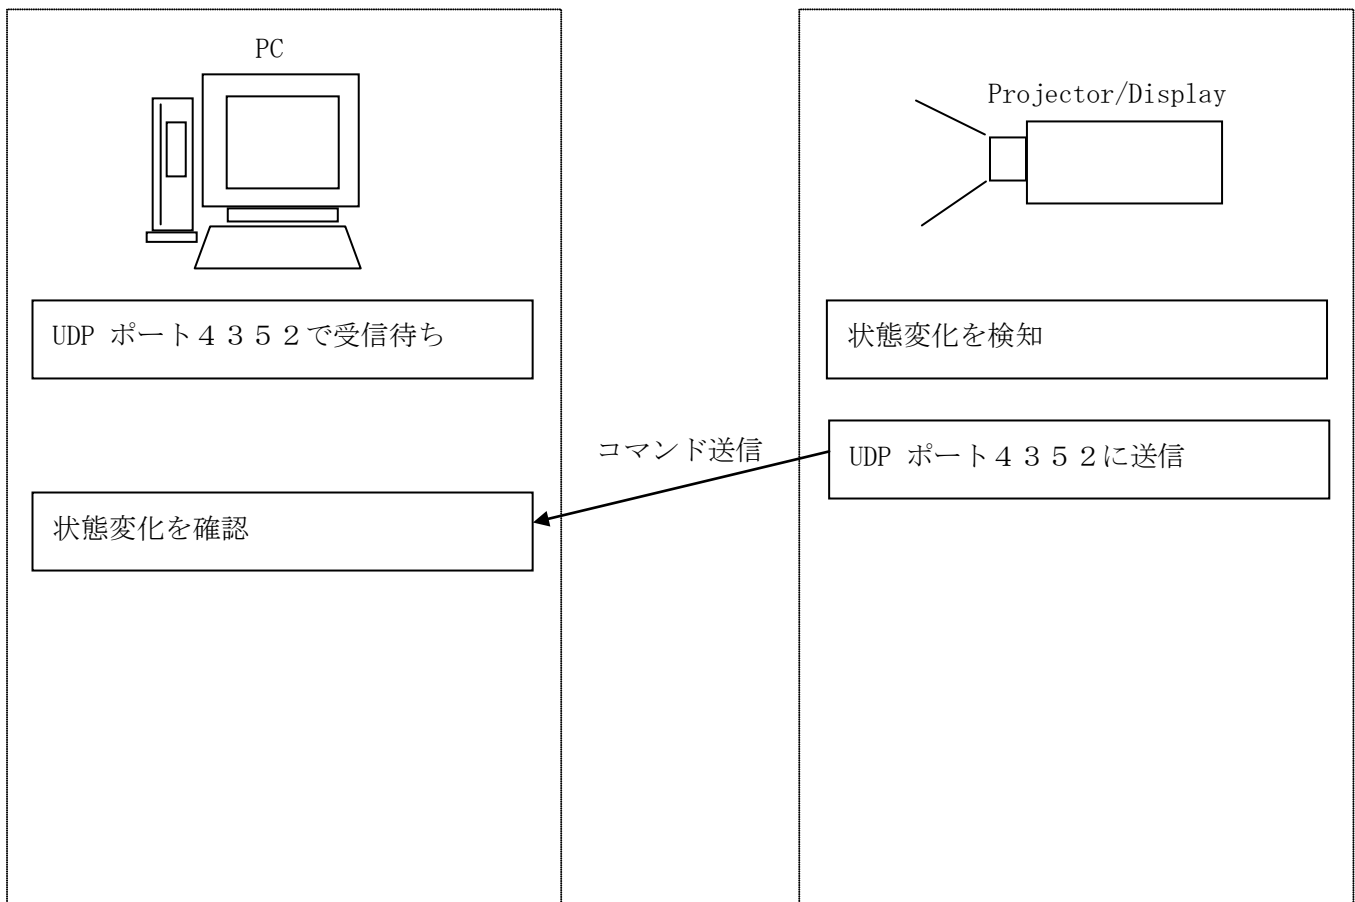 PC
Projector/Display
UDP ポート４３５２で受信待ち
状態変化を検知
コマンド送信
UDP ポート４３５２に送信
状態変化を確認